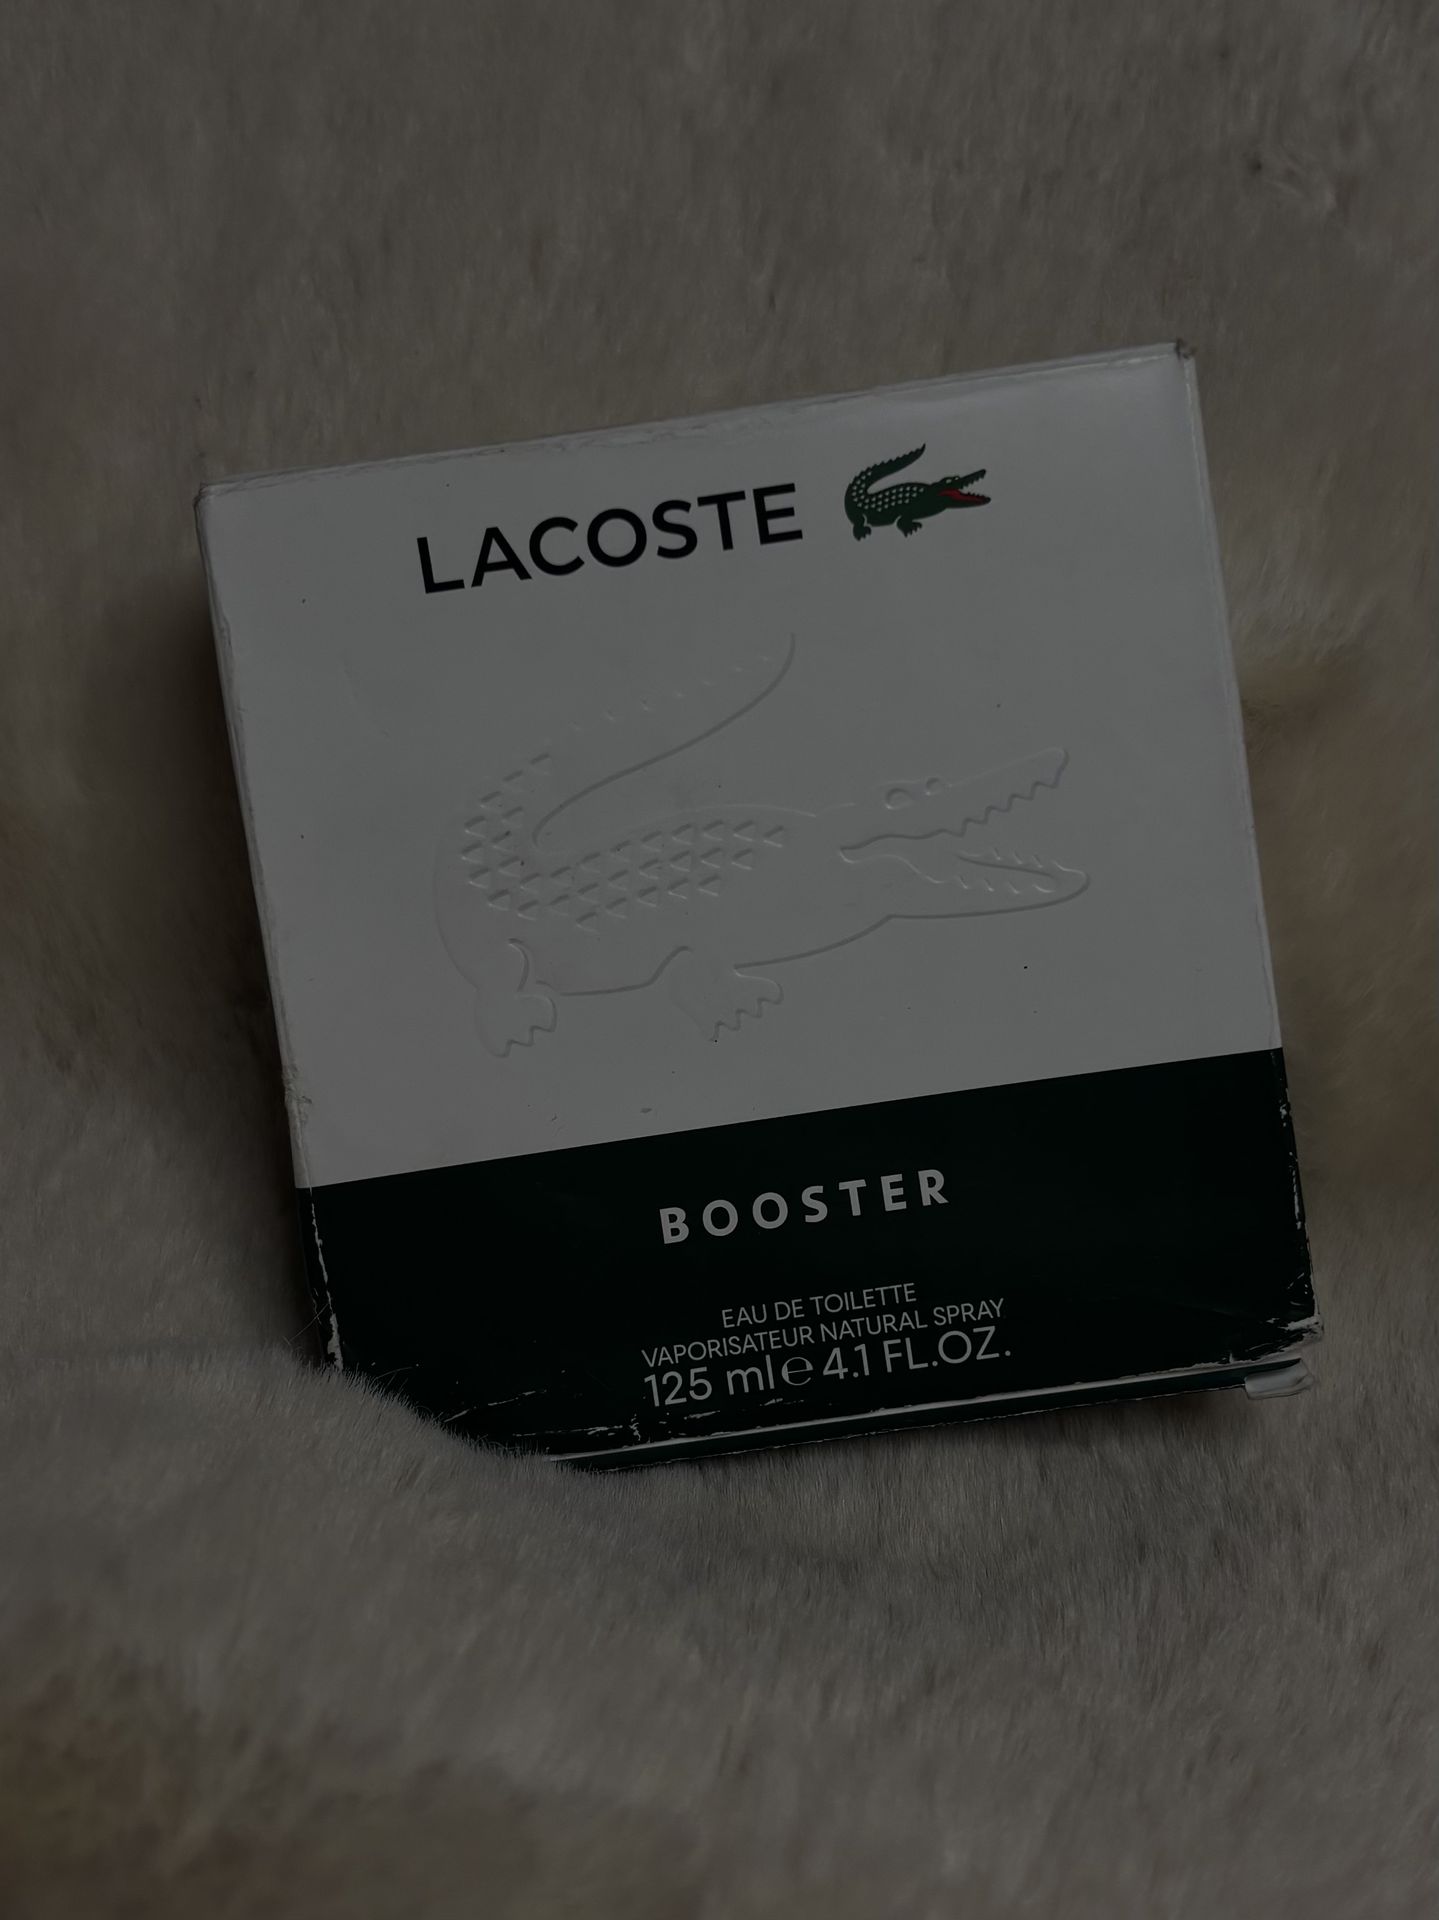 LACOSTE
BOOSTER
EAU DE TOILETTE
VAPORISATEUR NATURAL SPRAY
125 ml ℮ 4.1 FL.OZ.